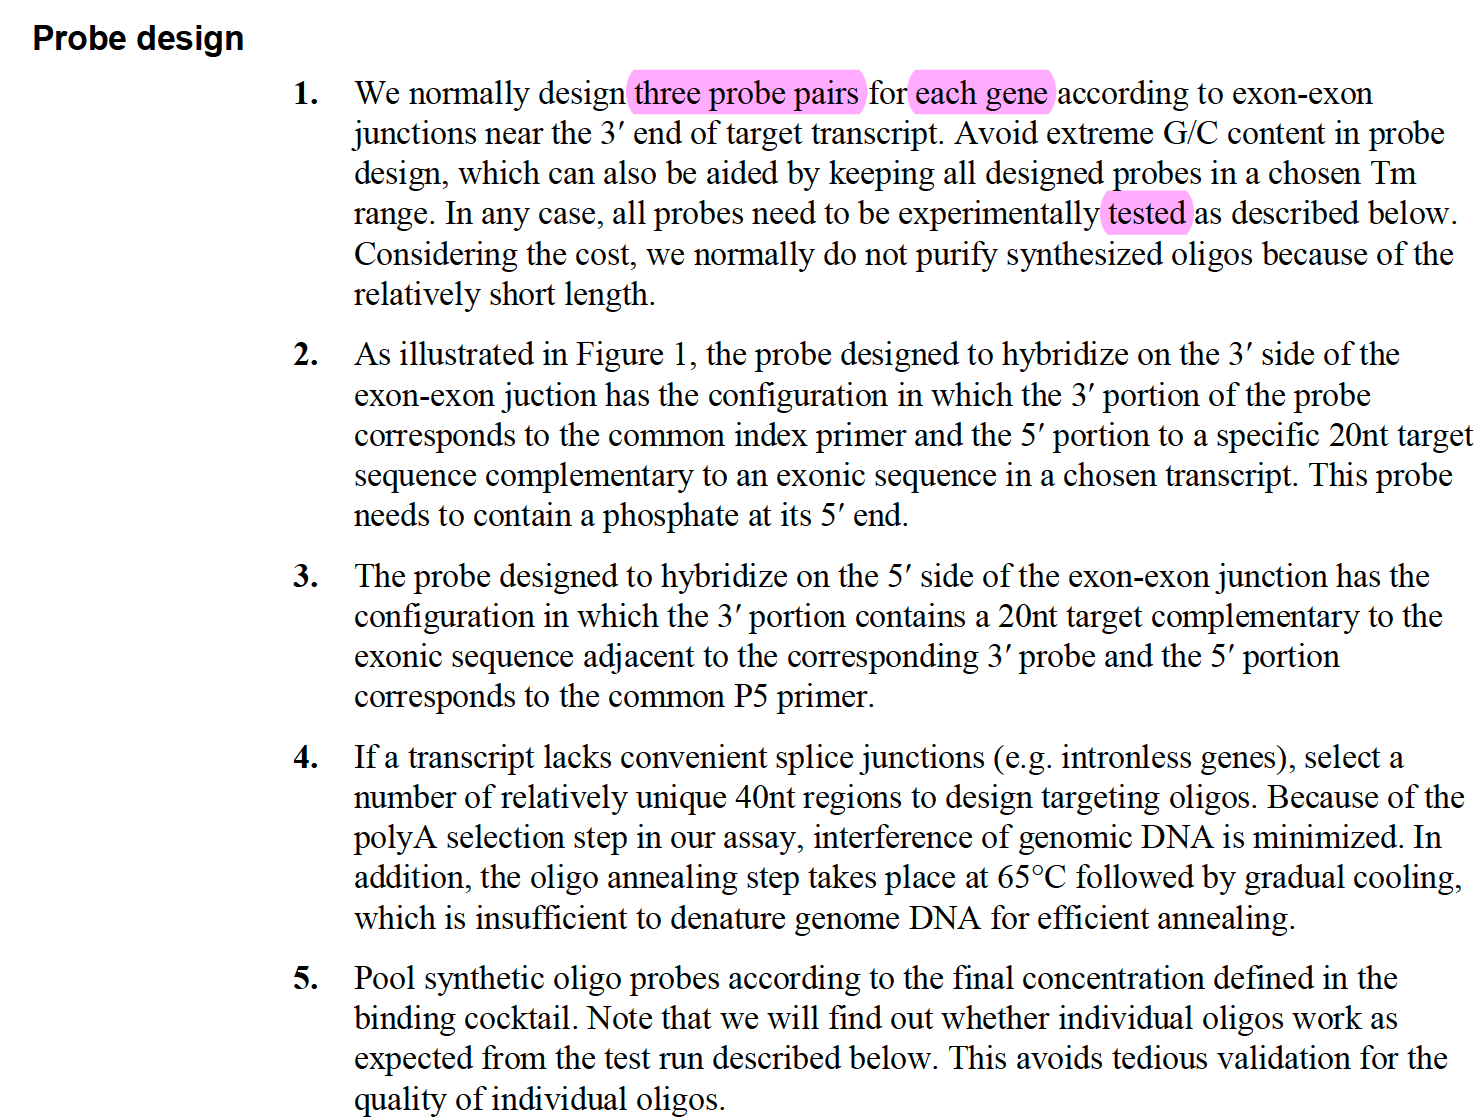 Probe design
1. We normally design three probe pairs for each gene according to exon-exon
junctions near the 3′ end of target transcript. Avoid extreme G/C content in probe
design, which can also be aided by keeping all designed probes in a chosen Tm
range. In any case, all probes need to be experimentally tested as described below.
Considering the cost, we normally do not purify synthesized oligos because of the
relatively short length.
2. As illustrated in Figure 1, the probe designed to hybridize on the 3′ side of the
exon-exon juction has the configuration in which the 3′ portion of the probe
corresponds to the common index primer and the 5′ portion to a specific 20nt target
sequence complementary to an exonic sequence in a chosen transcript. This probe
needs to contain a phosphate at its 5′ end.
3. The probe designed to hybridize on the 5′ side of the exon-exon junction has the
configuration in which the 3′ portion contains a 20nt target complementary to the
exonic sequence adjacent to the corresponding 3′ probe and the 5′ portion
corresponds to the common P5 primer.
4. If a transcript lacks convenient splice junctions (e.g. intronless genes), select a
number of relatively unique 40nt regions to design targeting oligos. Because of the
polyA selection step in our assay, interference of genomic DNA is minimized. In
addition, the oligo annealing step takes place at 65°C followed by gradual cooling,
which is insufficient to denature genome DNA for efficient annealing.
5. Pool synthetic oligo probes according to the final concentration defined in the
binding cocktail. Note that we will find out whether individual oligos work as
expected from the test run described below. This avoids tedious validation for the
quality of individual oligos.